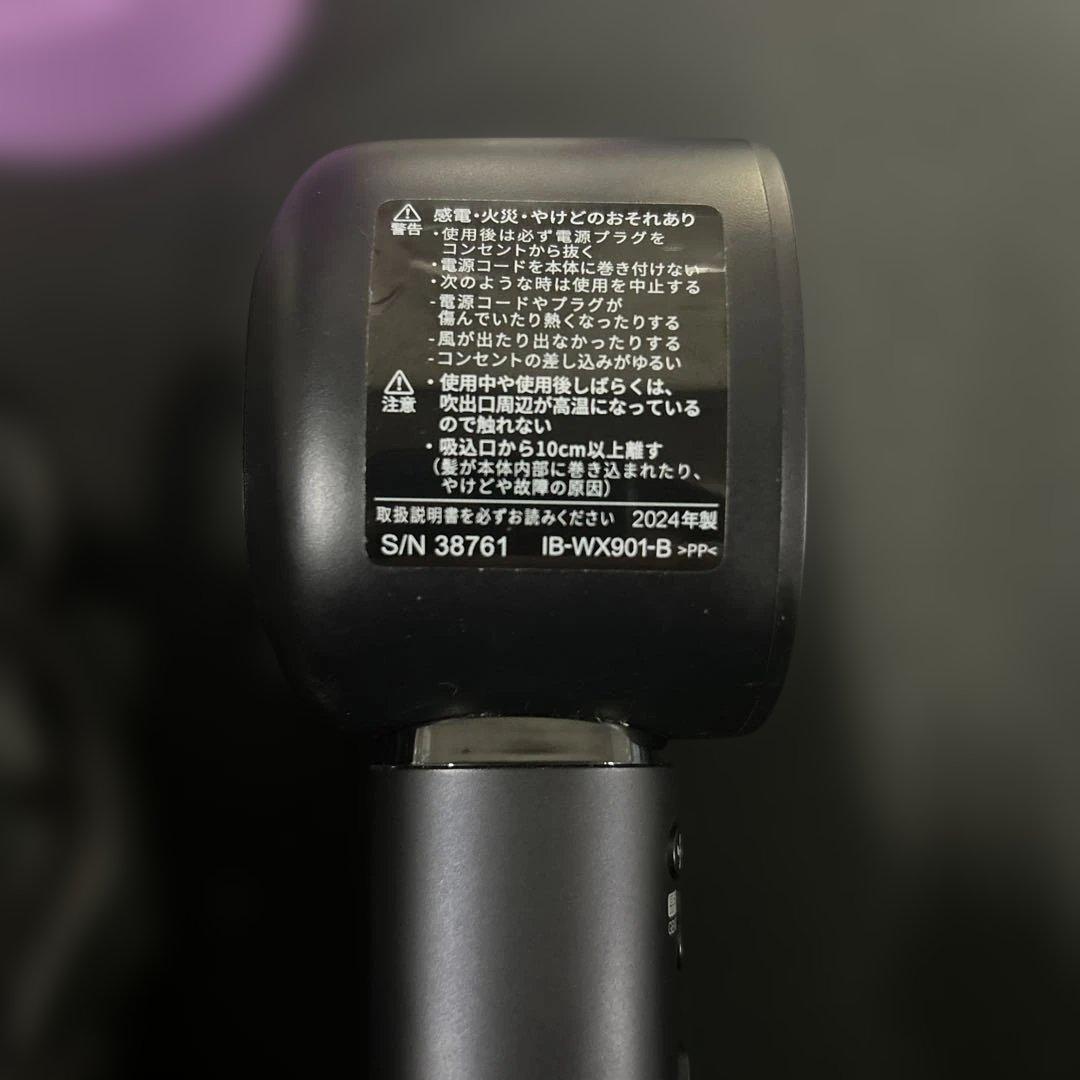 警告 感電・火災・やけどのおそれあり
・使用後は必ず電源プラグを
コンセントから抜く
・電源コードを本体に巻き付けない
・次のような時は使用を中止する
-電源コードやプラグが
傷んでいたり熱くなったりする
-風が出たり出なかったりする
-コンセントの差し込みがゆるい
注意 ・使用中や使用後しばらくは、
吹出口周辺が高温になっている
ので触れない
・吸込口から10cm以上離す
（髪が本体内部に巻き込まれたり、
やけどや故障の原因）
取扱説明書を必ずお読みください 2024年製
S/N 38761 IB-WX901-B >PP<